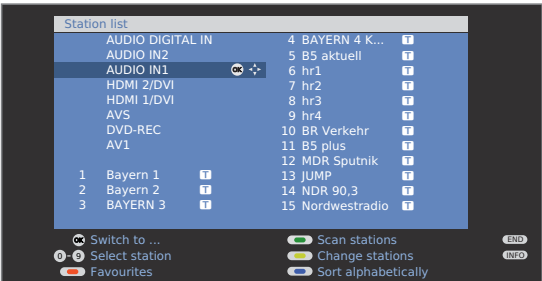 Station list
AUDIO DIGITAL IN
AUDIO IN2
AUDIO IN1 OK
HDMI 2/DVI
HDMI 1/DVI
AVS
DVD-REC
AV1
1 Bayern 1 T
2 Bayern 2 T
3 BAYERN 3 T
4 BAYERN 4 K... T
5 B5 aktuell T
6 hr1 T
7 hr2 T
8 hr3 T
9 hr4 T
10 BR Verkehr T
11 B5 plus T
12 MDR Sputnik T
13 JUMP T
14 NDR 90,3 T
15 Nordwestradio T
OK Switch to ...
0-9 Select station
Favourites
Scan stations
Change stations
Sort alphabetically
END
INFO